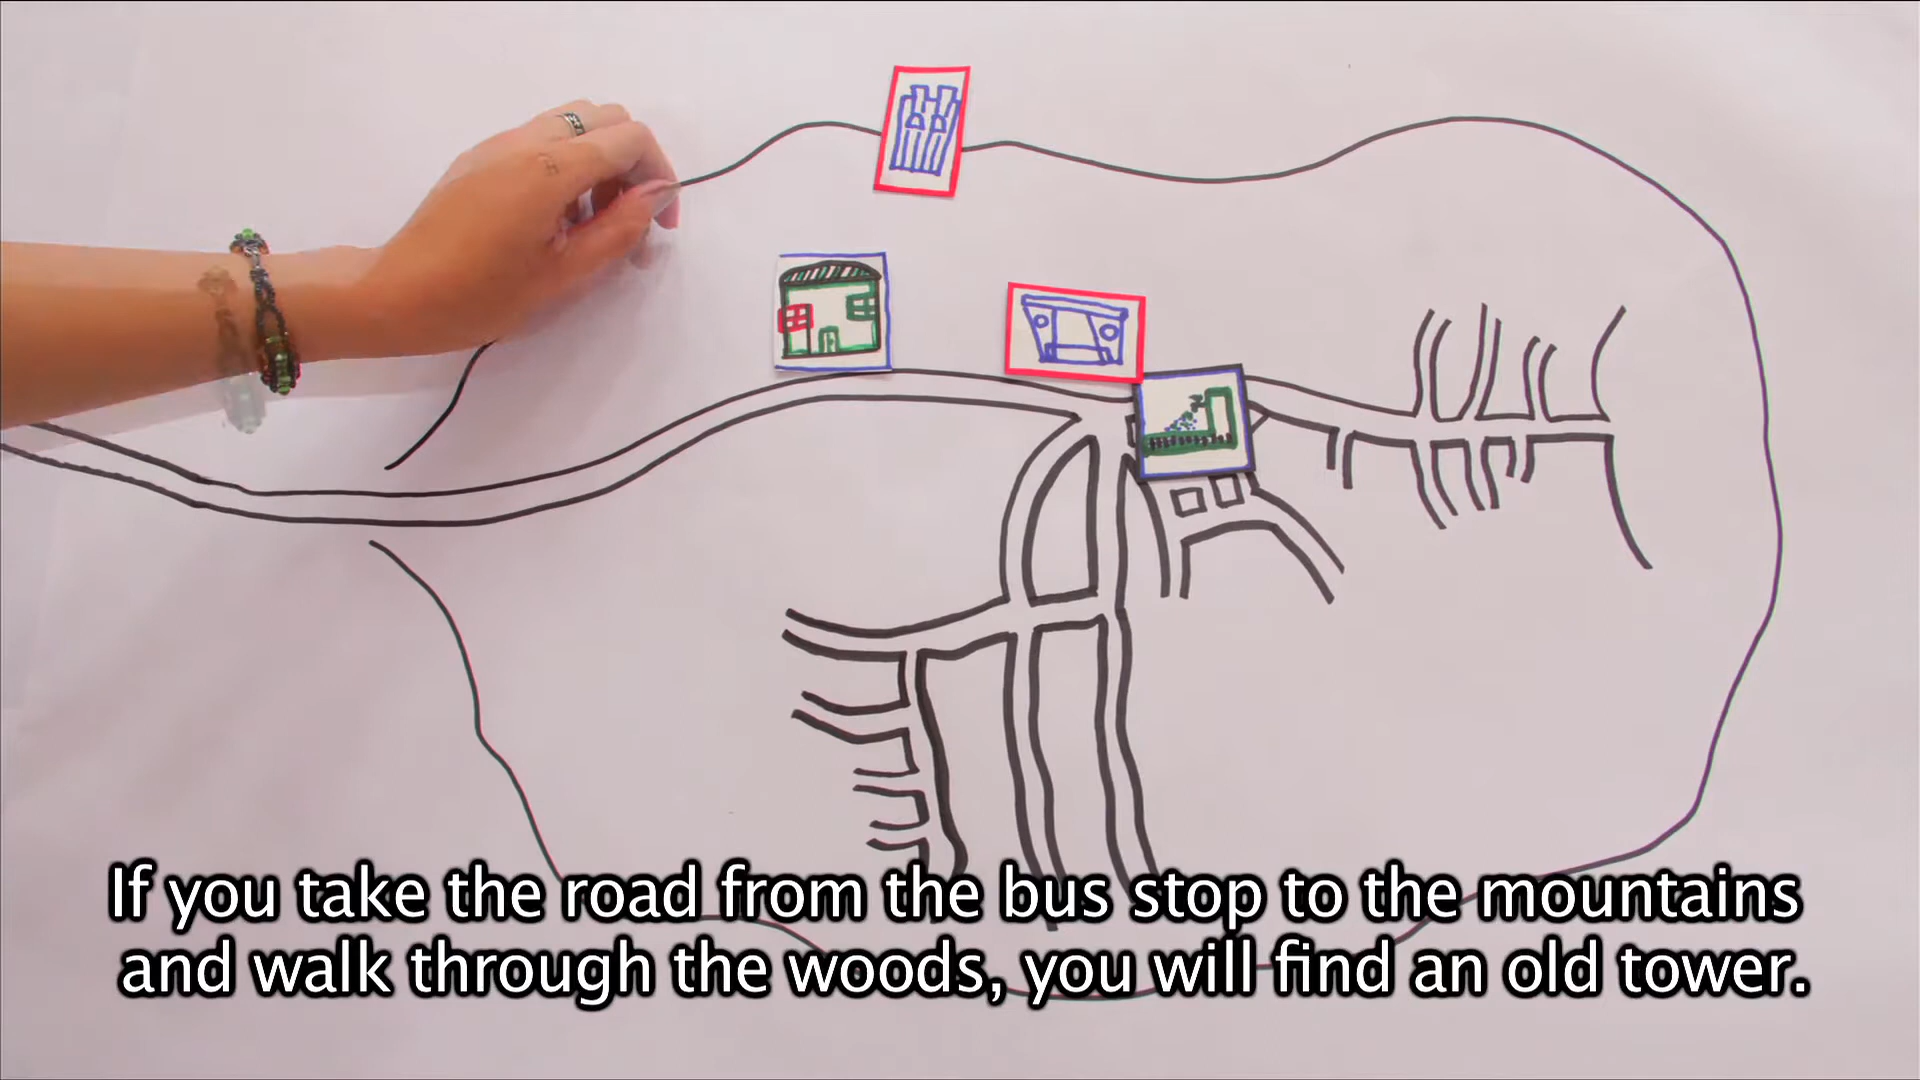 If you take the road from the bus stop to the mountains
and walk through the woods, you will find an old tower.